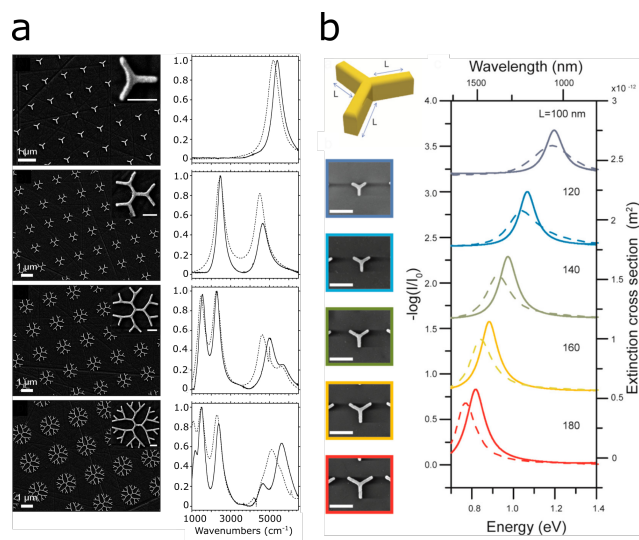 a
1 μm
1 μm
1 μm
1 μm
1.0
0.8
0.6
0.4
0.2
0
1.0
0.8
0.6
0.4
0.2
0
1.0
0.8
0.6
0.4
0.2
0
1.0
0.8
0.6
0.4
0.2
0
1000 3000 5000
Wavenumbers (cm⁻¹)
b
L
L
L
Wavelength (nm)
1500 1050
x10 ⁻¹²
4.0
3.5
3.0
2.5
2.0
1.5
1.0
0.5
0.0
-log(I/I₀)
L=100 nm
120
140
160
180
3
2.5
2
1.5
1
0.5
0
Extinction cross section (m²)
0.8 1.0 1.2 1.4
Energy (eV)